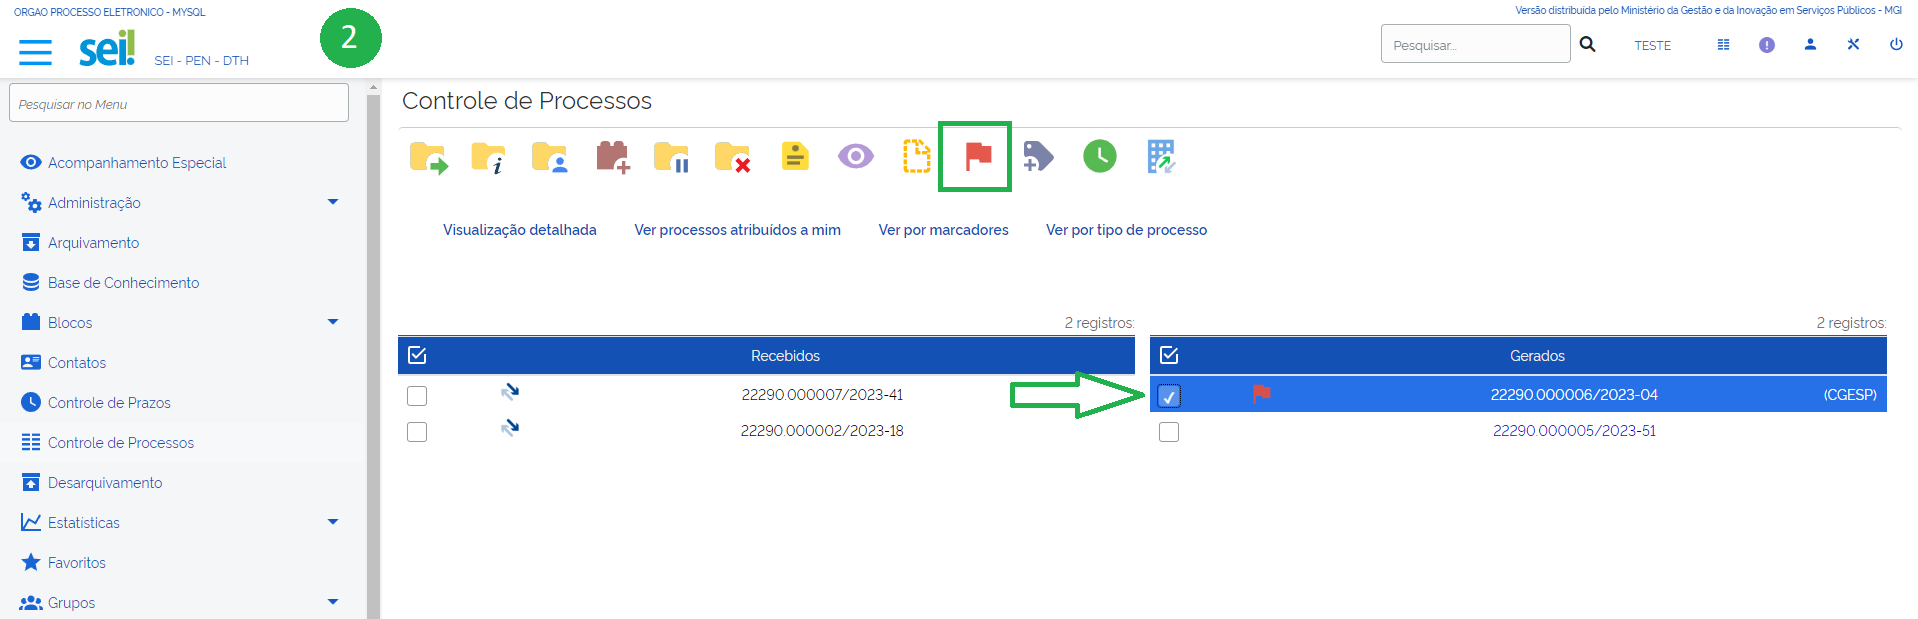 ORGAO PROCESSO ELETRONICO - MYSQL
Versão distribuída pelo Ministério da Gestão e da Inovação em Serviços Públicos - MGI
2
sei!
SEI - PEN - DTH
Pesquisar...
TESTE
Pesquisar no Menu
Acompanhamento Especial
Administração
Arquivamento
Base de Conhecimento
Blocos
Contatos
Controle de Prazos
Controle de Processos
Desarquivamento
Estatísticas
Favoritos
Grupos
Controle de Processos
Visualização detalhada
Ver processos atribuídos a mim
Ver por marcadores
Ver por tipo de processo
2 registros:
Recebidos
22290.000007/2023-41
22290.000002/2023-18
2 registros:
Gerados
22290.000006/2023-04 (CGESP)
22290.000005/2023-51